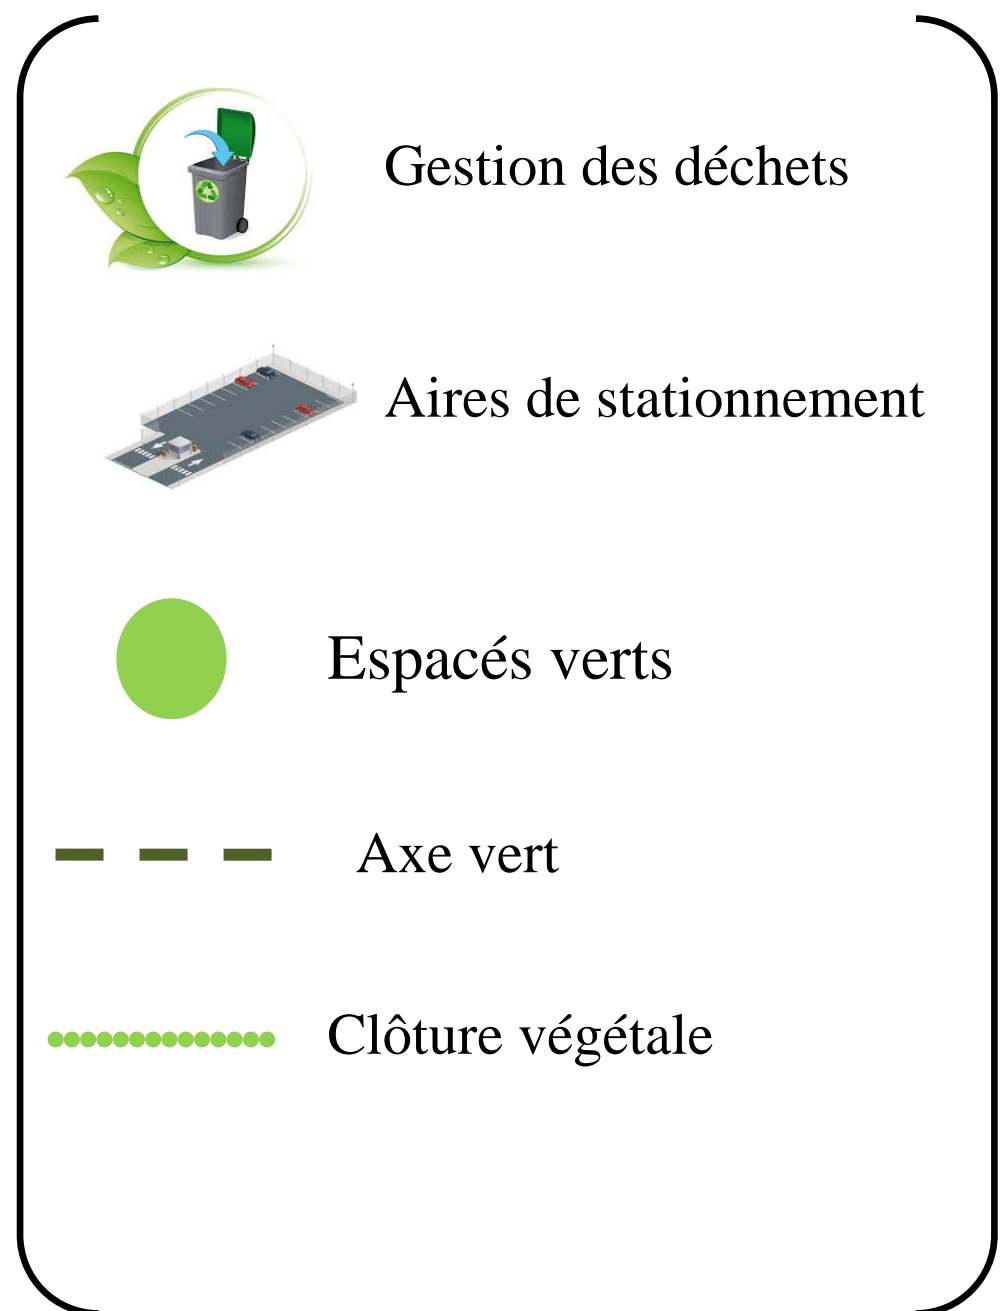 Gestion des déchets
Aires de stationnement
Espacés verts
Axe vert
Clôture végétale